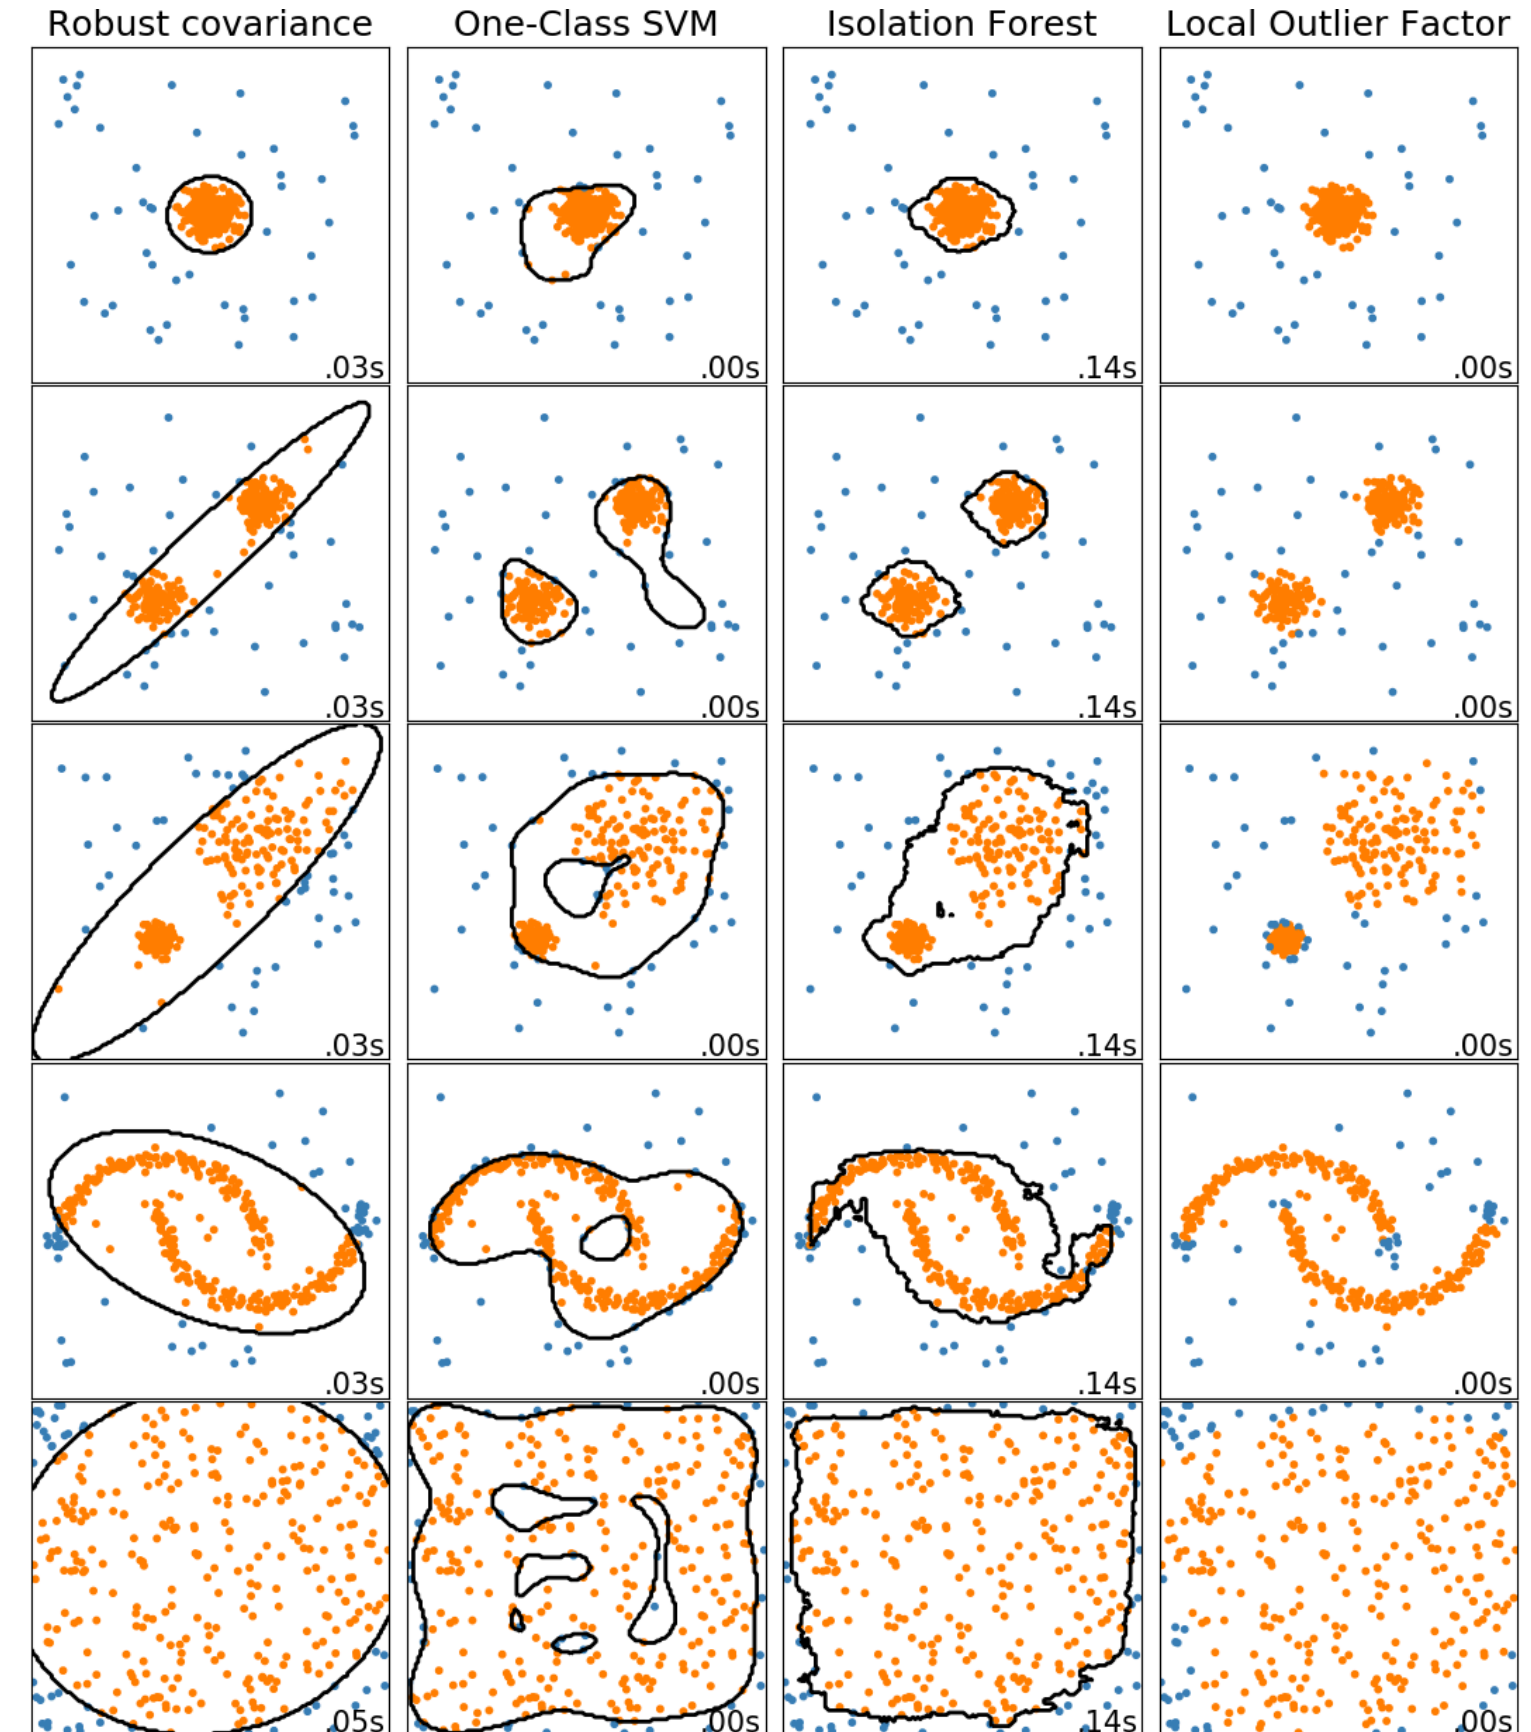 Robust covariance One-Class SVM Isolation Forest Local Outlier Factor
.03s .00s .14s .00s
.03s .00s .14s .00s
.03s .00s .14s .00s
.03s .00s .14s .00s
.05s .00s .14s .00s